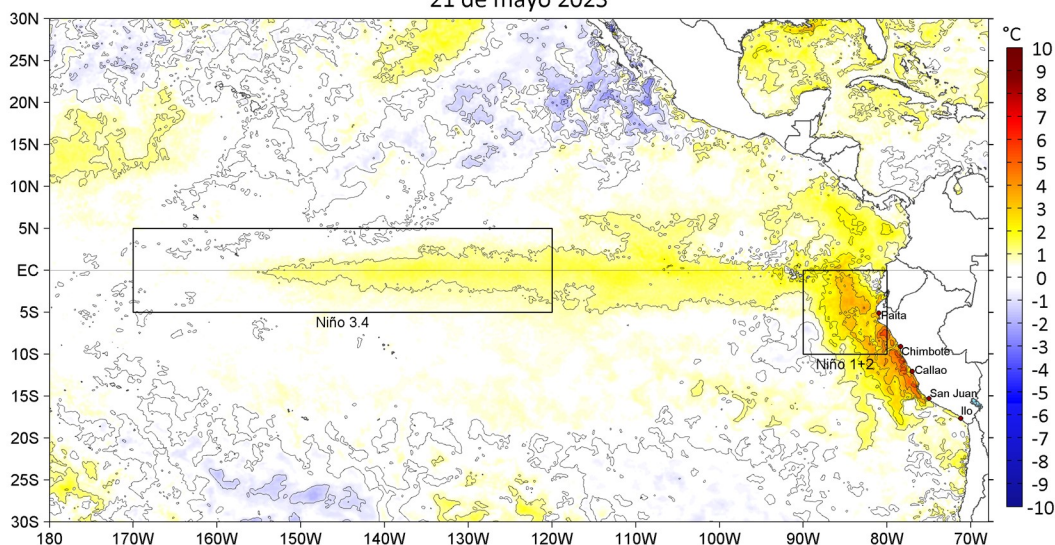 21 de mayo 2023
30N
25N
20N
15N
10N
5N
EC
5S
10S
15S
20S
25S
30S
180 170W 160W 150W 140W 130W 120W 110W 100W 90W 80W 70W
Niño 3.4
Niño 1+2
Paita
Chimbote
Callao
San Juan
Ilo
°C
10
9
8
7
6
5
4
3
2
1
0
-1
-2
-3
-4
-5
-6
-7
-8
-9
-10